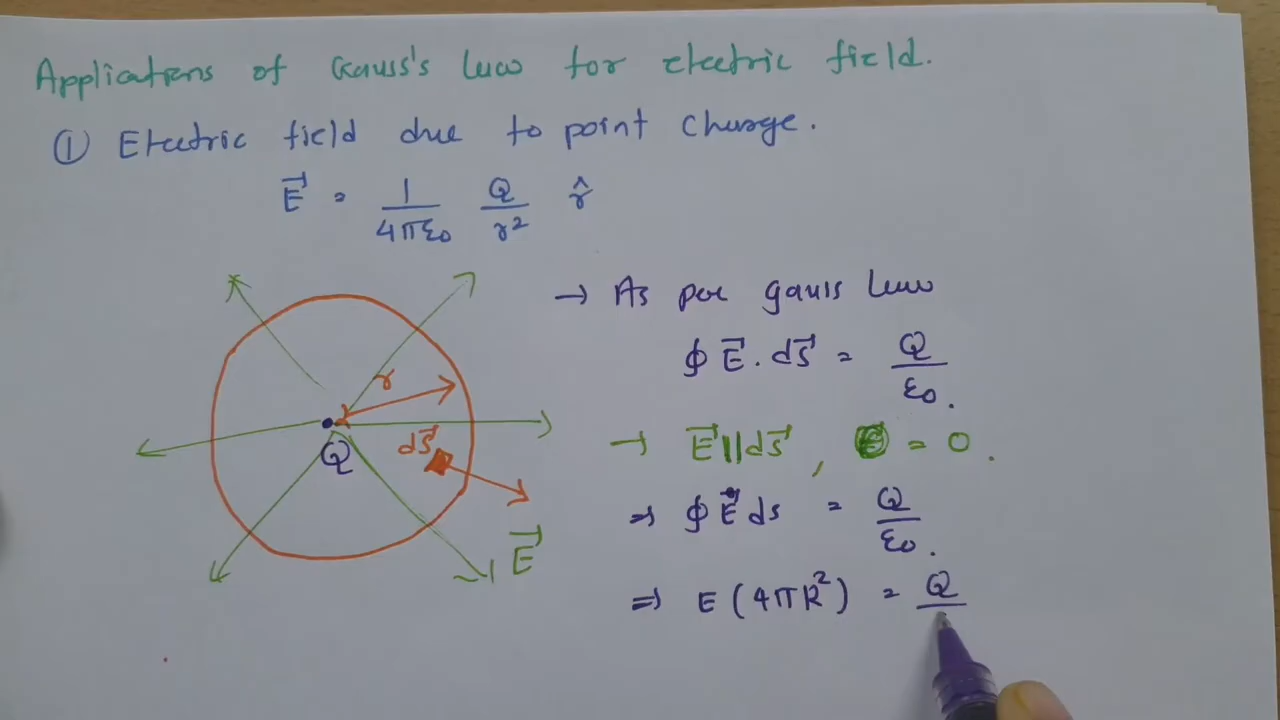 Applications of Gauss's Law for electric field.
① Electric field due to point charge.
E⃗ = 1/4πε0 Q/r² r̂
→ As per gauss Law
∮ E⃗ . ds⃗ = Q/ε0.
→ E⃗ || ds⃗ , = 0 .
⇒ ∮ E ds = Q/ε0.
⇒ E (4πR²) = Q
r
ds⃗
Q
E⃗